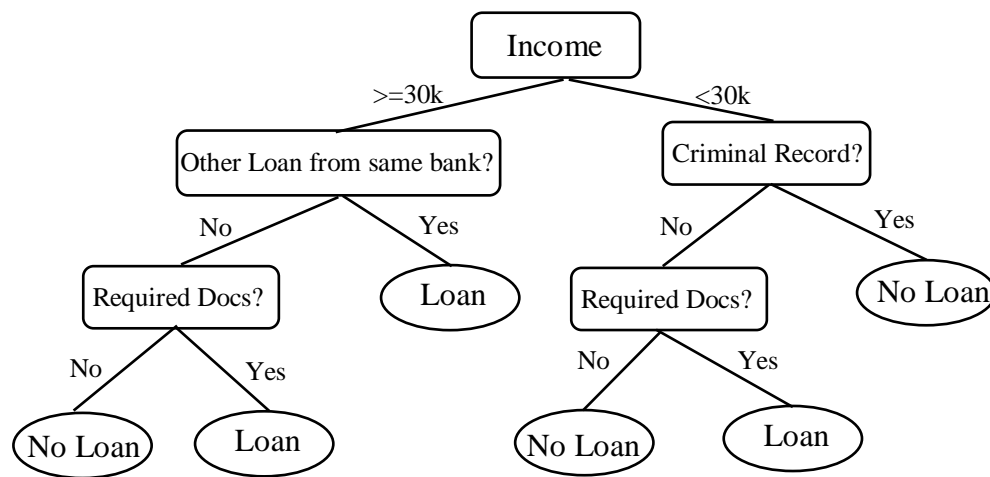 Income
>=30k
<30k
Other Loan from same bank?
Criminal Record?
No
Yes
No
Yes
Required Docs?
Loan
Required Docs?
No Loan
No
Yes
No
Yes
No Loan
Loan
No Loan
Loan